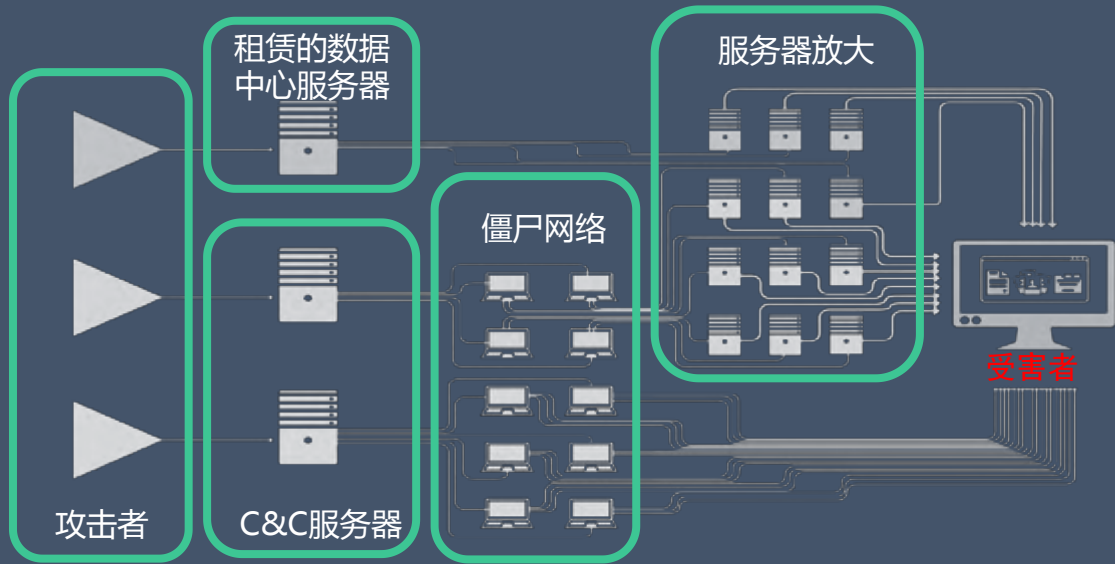 租赁的数据
中心服务器
服务器放大
僵尸网络
受害者
攻击者
C&C服务器